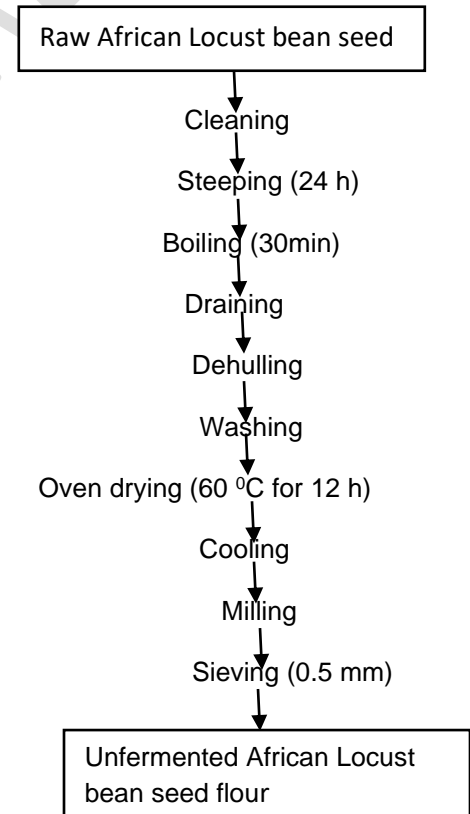 Raw African Locust bean seed
Cleaning
Steeping (24 h)
Boiling (30min)
Draining
Dehulling
Washing
Oven drying (60 ⁰C for 12 h)
Cooling
Milling
Sieving (0.5 mm)
Unfermented African Locust
bean seed flour